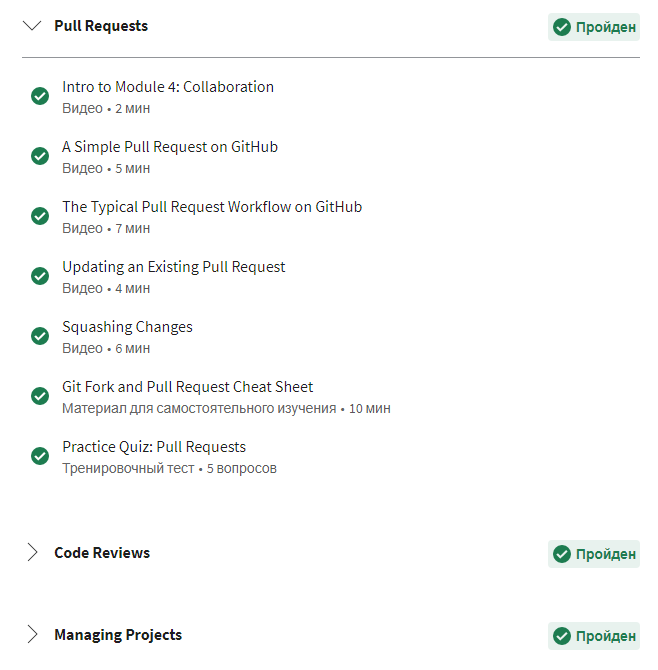 Pull Requests
Пройден
Intro to Module 4: Collaboration
Видео • 2 мин
A Simple Pull Request on GitHub
Видео • 5 мин
The Typical Pull Request Workflow on GitHub
Видео • 7 мин
Updating an Existing Pull Request
Видео • 4 мин
Squashing Changes
Видео • 6 мин
Git Fork and Pull Request Cheat Sheet
Материал для самостоятельного изучения • 10 мин
Practice Quiz: Pull Requests
Тренировочный тест • 5 вопросов
Code Reviews
Пройден
Managing Projects
Пройден